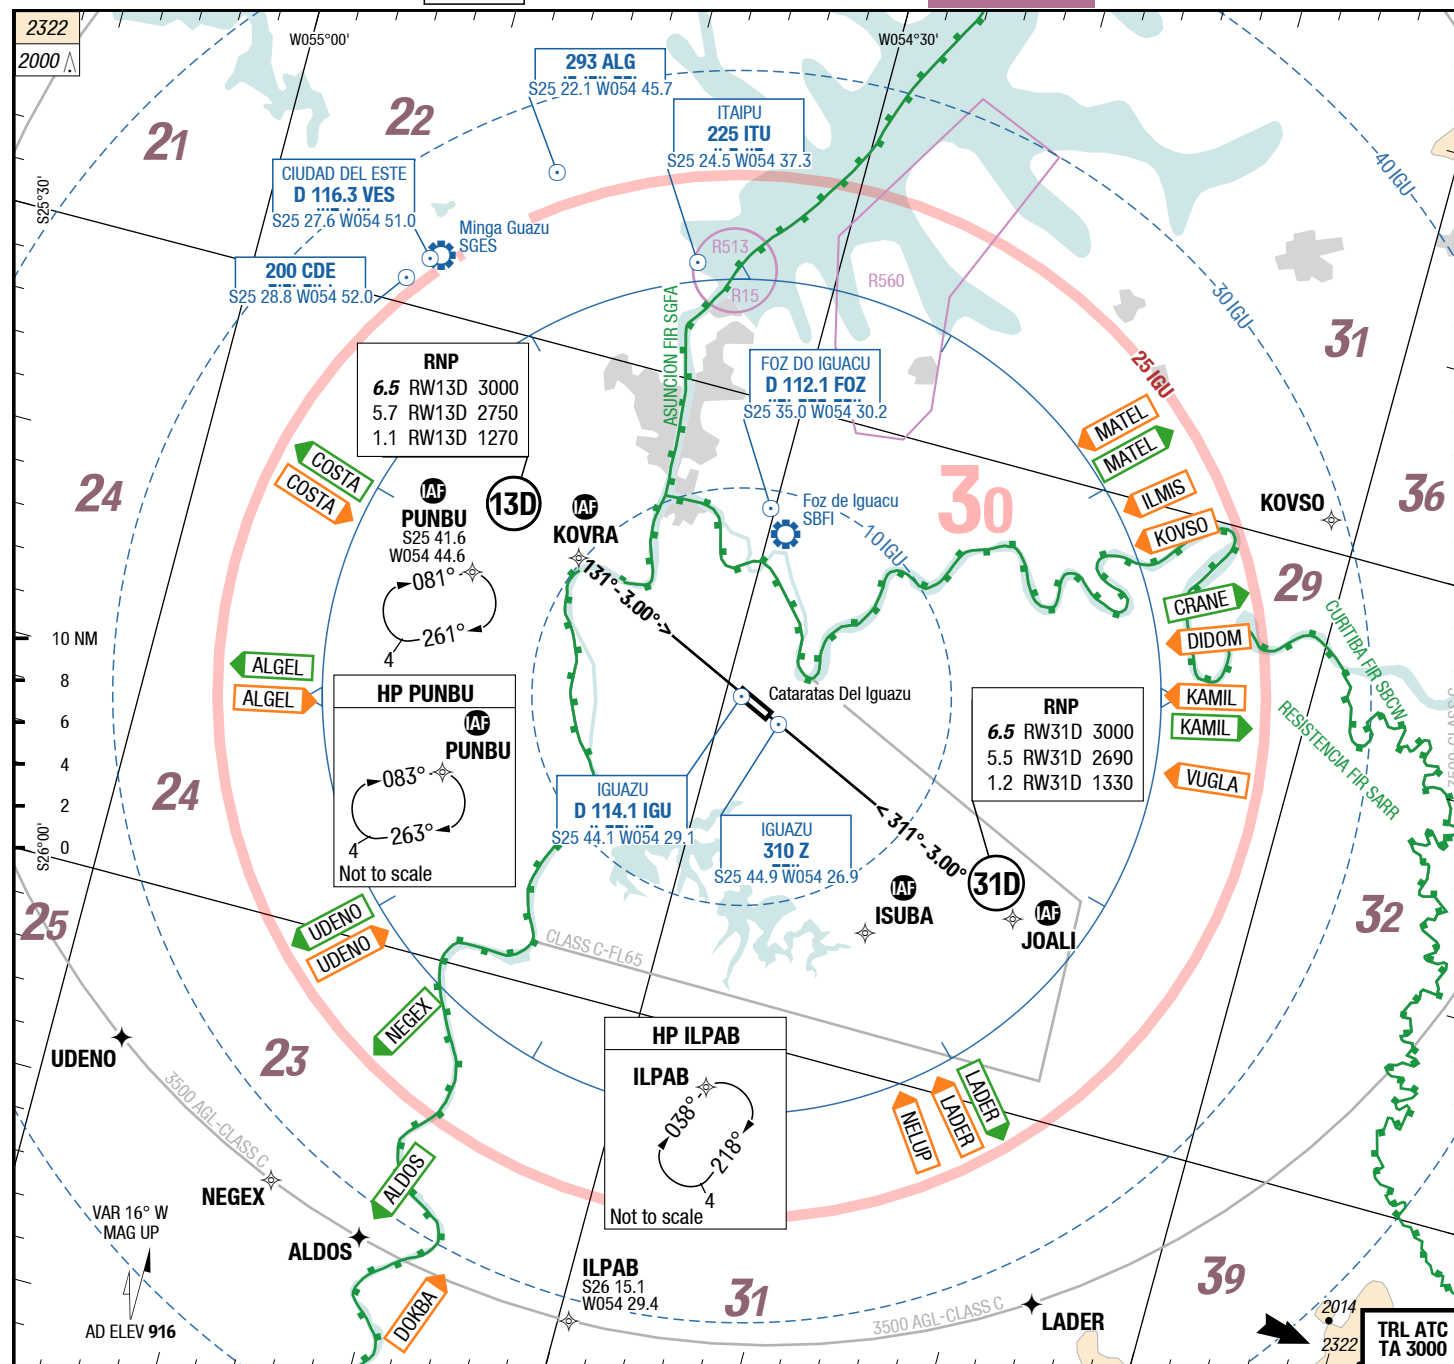 2322
2000
W055°00'
W054°30'
293 ALG
S25 22.1 W054 45.7
22
21
ITAIPU
225 ITU
S25 24.5 W054 37.3
40 IGU
CIUDAD DEL ESTE
D 116.3 VES
S25 27.6 W054 51.0
S25°30'
Minga Guazu
SGES
200 CDE
S25 28.8 W054 52.0
R513
R15
R560
30 IGU
31
ASUNCION FIR SGFA
RNP
6.5 RW13D 3000
5.7 RW13D 2750
1.1 RW13D 1270
FOZ DO IGUACU
D 112.1 FOZ
S25 35.0 W054 30.2
25 IGU
MATEL
MATEL
COSTA
COSTA
24
IAF
PUNBU
S25 41.6
W054 44.6
081°
261°
4
13D
IAF
KOVRA
131°-3.00°->
Foz de Iguacu
SBFI
10 IGU
30
ILMIS
KOVSO
KOVSO
36
29
CRANE
DIDOM
KAMIL
KAMIL
VUGLA
CURITIBA FIR SBCW
RESISTENCIA FIR SARR
3500-CLASS C
10 NM
8
6
4
2
0
ALGEL
ALGEL
HP PUNBU
IAF
PUNBU
083°
263°
4
Not to scale
24
Cataratas Del Iguazu
RNP
6.5 RW31D 3000
5.5 RW31D 2690
1.2 RW31D 1330
IGUAZU
D 114.1 IGU
S25 44.1 W054 29.1
IGUAZU
310 Z
S25 44.9 W054 26.9
< 311°-3.00°
31D
IAF
ISUBA
IAF
JOALI
S26°00'
25
UDENO
UDENO
32
CLASS C-FL65
NEGEX
UDENO
23
HP ILPAB
ILPAB
038°
218°
4
Not to scale
LADER
LADER
NELUP
3500 AGL-CLASS C
NEGEX
ALDOS
VAR 16° W
MAG UP
ALDOS
AD ELEV 916
DOKBA
ILPAB
S26 15.1
W054 29.4
31
3500 AGL-CLASS C
LADER
39
2014
2322
TRL ATC
TA 3000